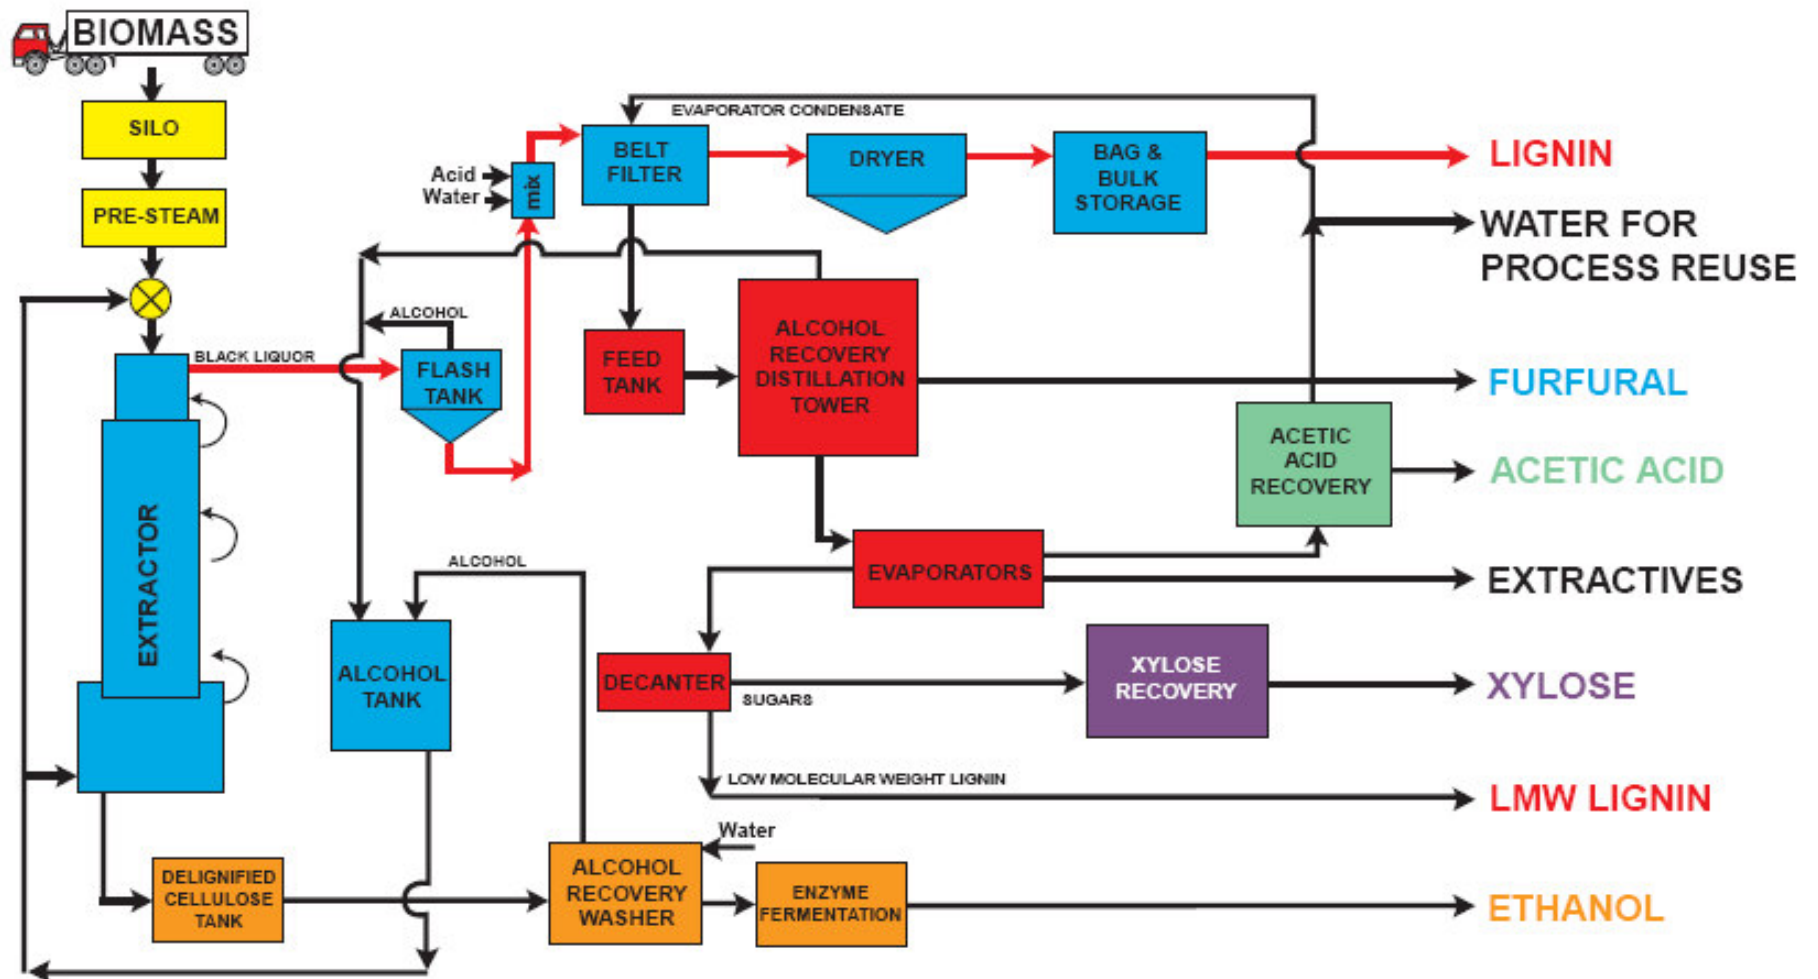 BIOMASS
SILO
PRE-STEAM
EXTRACTOR
BLACK LIQUOR
ALCOHOL
FLASH
TANK
Acid
Water
mix
EVAPORATOR CONDENSATE
BELT
FILTER
DRYER
BAG &
BULK
STORAGE
LIGNIN
WATER FOR
PROCESS REUSE
FEED
TANK
ALCOHOL
RECOVERY
DISTILLATION
TOWER
FURFURAL
ACETIC
ACID
RECOVERY
ACETIC ACID
EVAPORATORS
EXTRACTIVES
ALCOHOL
ALCOHOL
TANK
DECANTER
SUGARS
XYLOSE
RECOVERY
XYLOSE
LOW MOLECULAR WEIGHT LIGNIN
LMW LIGNIN
DELIGNIFIED
CELLULOSE
TANK
Water
ALCOHOL
RECOVERY
WASHER
ENZYME
FERMENTATION
ETHANOL